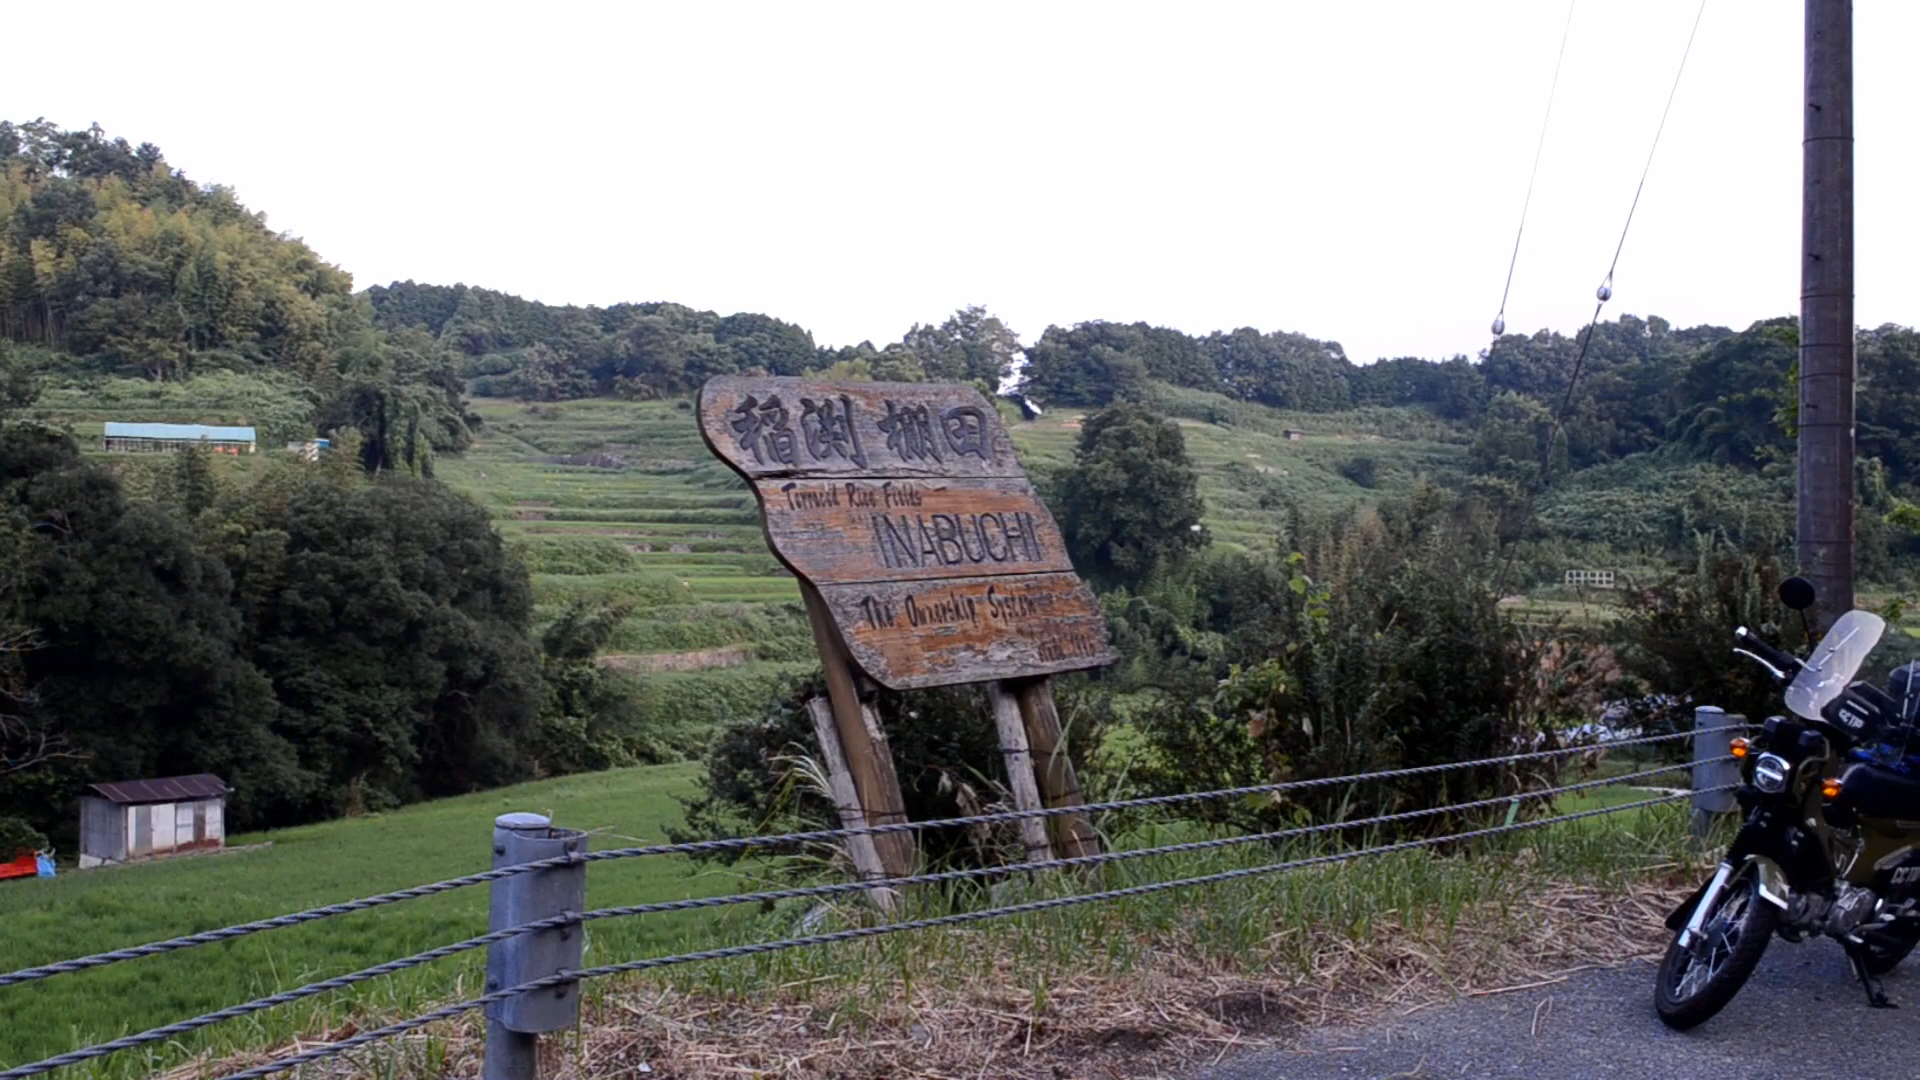 稲渕 棚田
Terraced Rice Fields
INABUCHI
The Ownership System